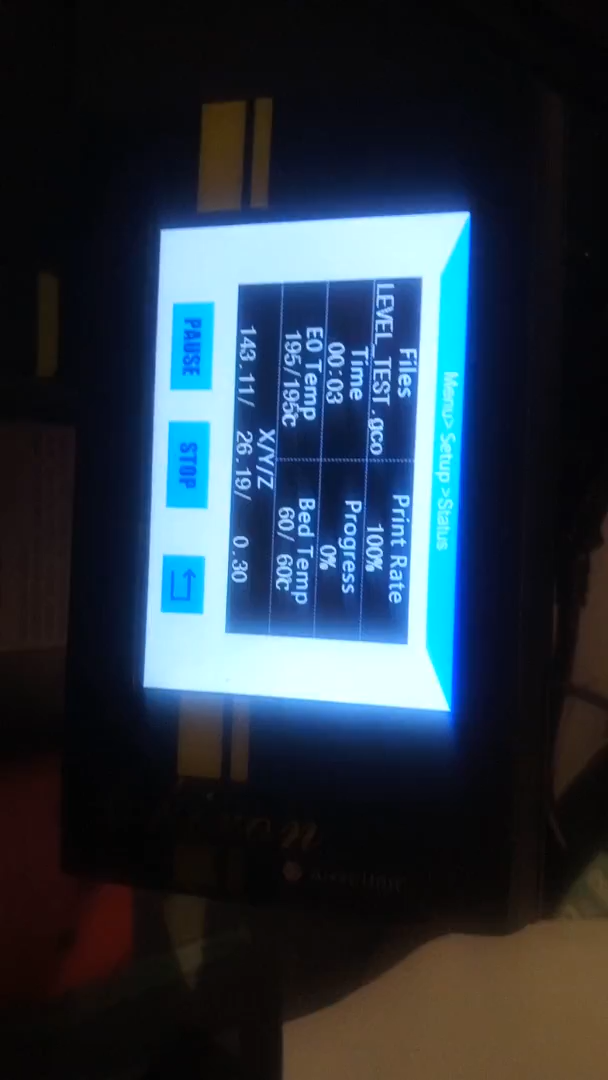 Menu> Setup >Status
Files
Print Rate
LEVEL_TEST.gco
100%
Time
Progress
00:03
0%
E0 Temp
Bed Temp
195/195c
60/ 60c
X/Y/Z
143.11/ 26.19/ 0.30
PAUSE
STOP